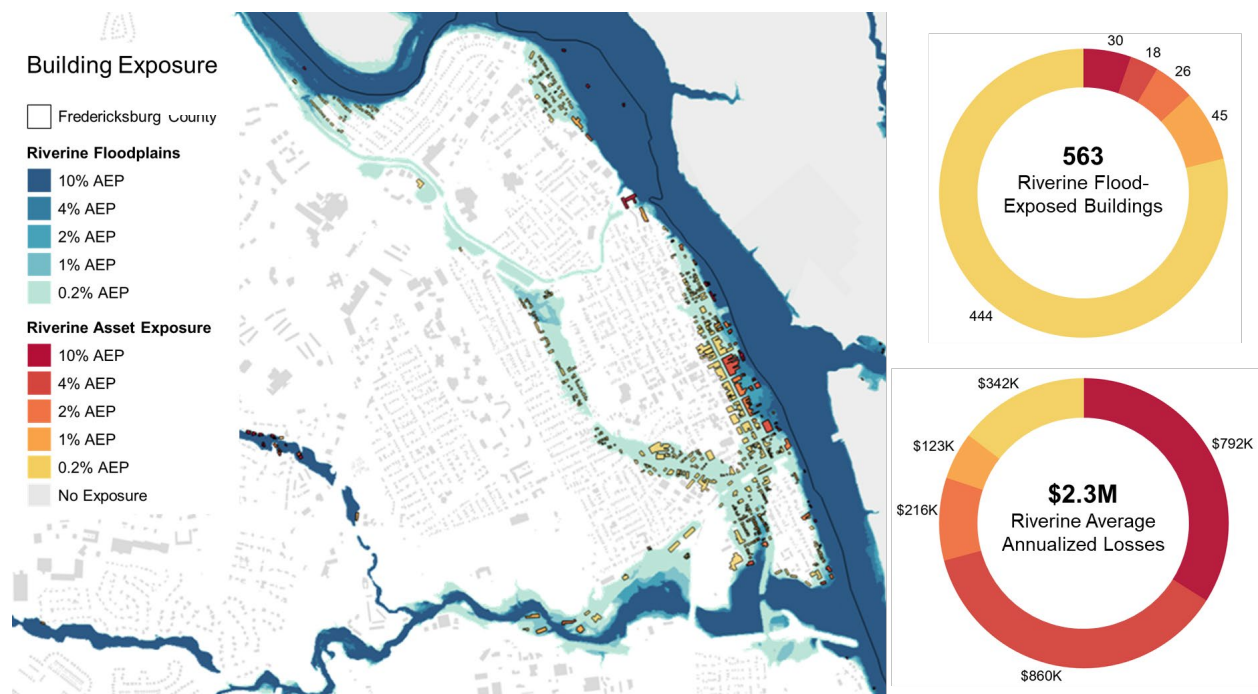 Building Exposure
Fredericksburg County
Riverine Floodplains
10% AEP
4% AEP
2% AEP
1% AEP
0.2% AEP
Riverine Asset Exposure
10% AEP
4% AEP
2% AEP
1% AEP
0.2% AEP
No Exposure
30
18
26
45
444
563
Riverine Flood-
Exposed Buildings
$342K
$123K
$216K
$792K
$860K
$2.3M
Riverine Average
Annualized Losses